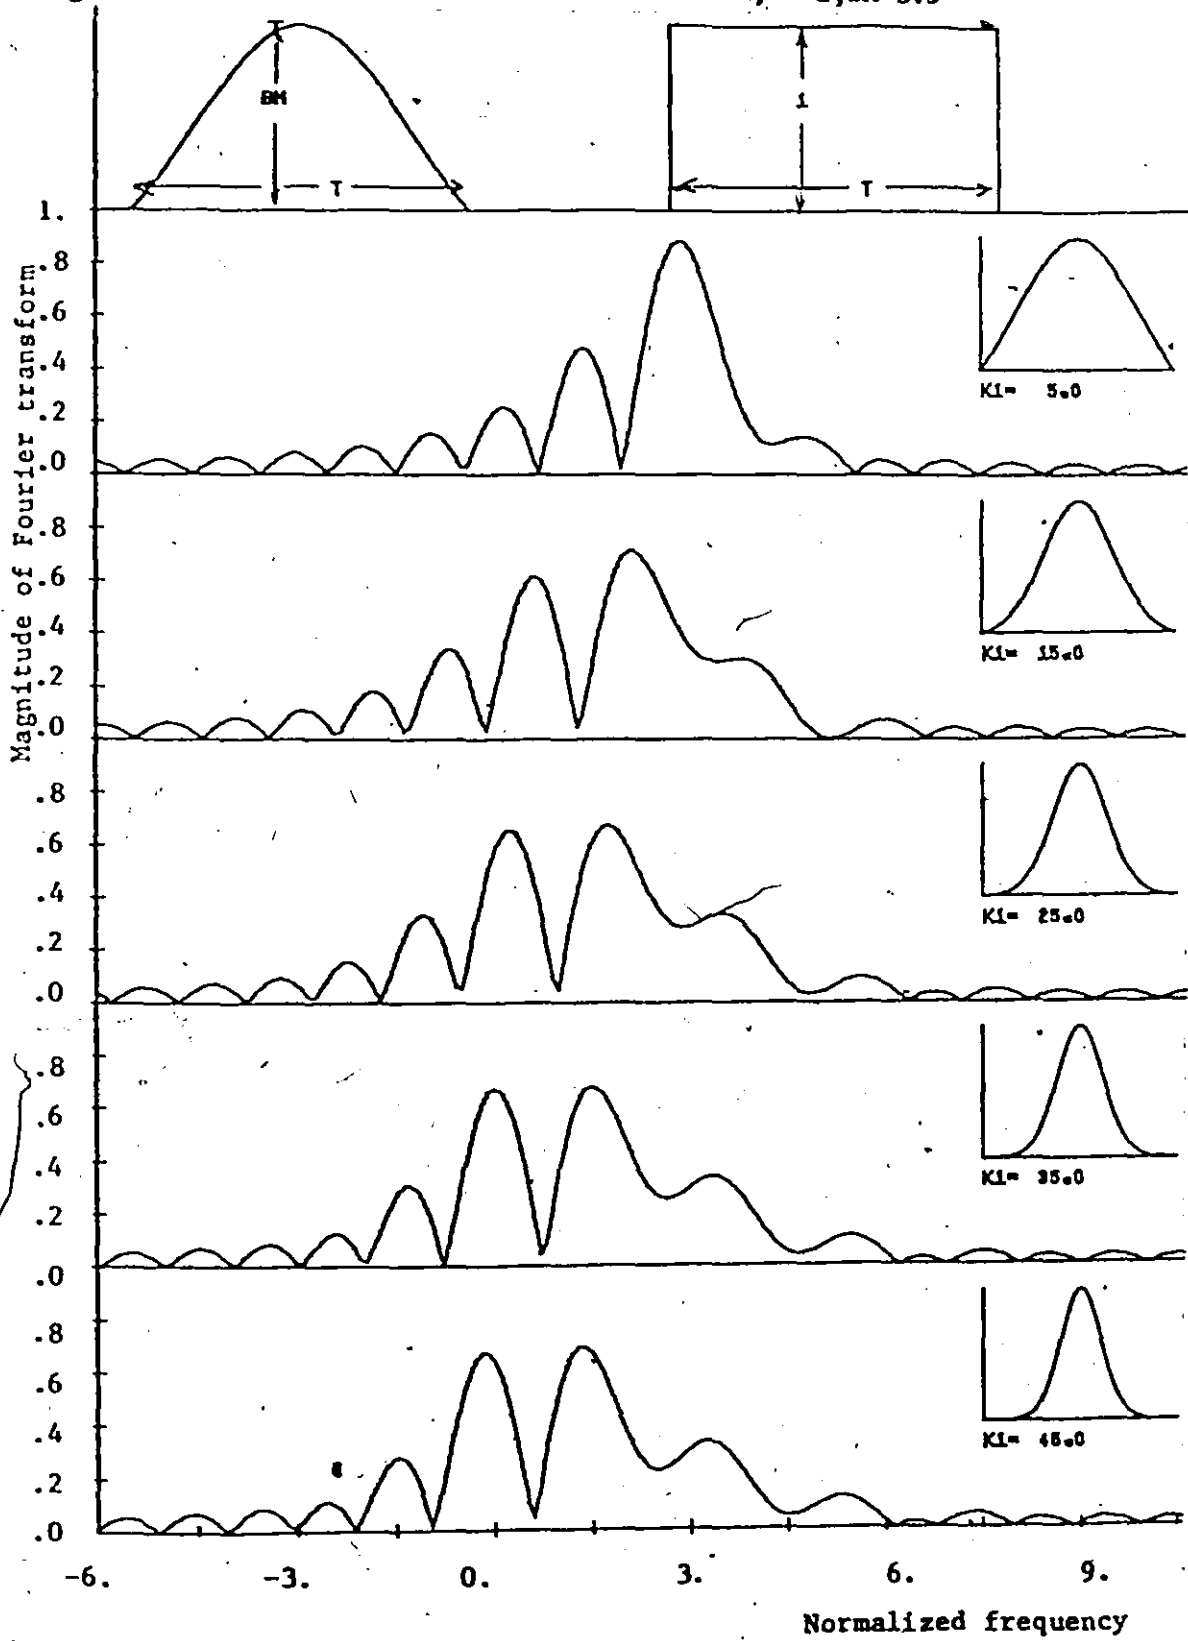 BM
T
1
T
1.
.8
.6
.4
.2
.0
Magnitude of Fourier transform
K1= 5.0
.8
.6
.4
.2
.0
K1= 15.0
.8
.6
.4
.2
.0
K1= 25.0
.8
.6
.4
.2
.0
K1= 35.0
.8
.6
.4
.2
.0
K1= 45.0
-6. -3. 0. 3. 6. 9.
Normalized frequency